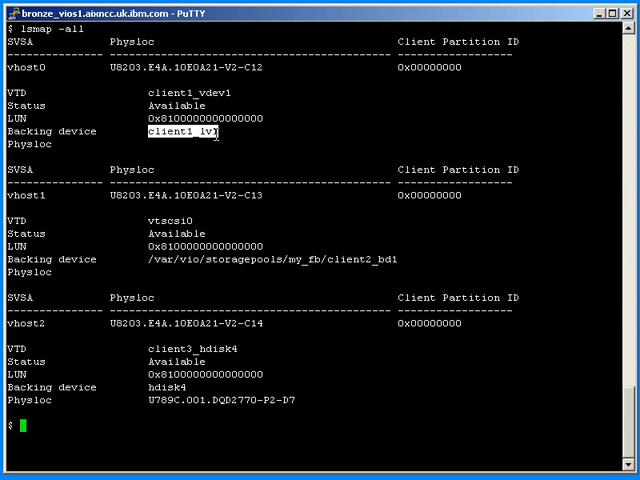 bronze_vios1.aixncc.uk.ibm.com - PuTTY
$ lsmap -all
SVSA Physloc Client Partition ID
--------------- -------------------------------------------- ------------------
vhost0 U8203.E4A.10E0A21-V2-C12 0x00000000
VTD client1_vdev1
Status Available
LUN 0x8100000000000000
Backing device client1_lv1
Physloc
SVSA Physloc Client Partition ID
--------------- -------------------------------------------- ------------------
vhost1 U8203.E4A.10E0A21-V2-C13 0x00000000
VTD vtscsi0
Status Available
LUN 0x8100000000000000
Backing device /var/vio/storagepools/my_fb/client2_bd1
Physloc
SVSA Physloc Client Partition ID
--------------- -------------------------------------------- ------------------
vhost2 U8203.E4A.10E0A21-V2-C14 0x00000000
VTD client3_hdisk4
Status Available
LUN 0x8100000000000000
Backing device hdisk4
Physloc U789C.001.DQD2770-P2-D7
$